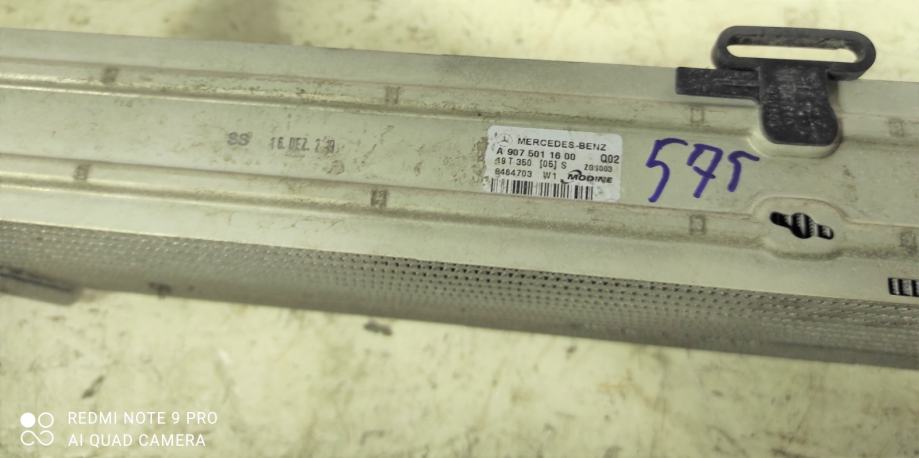 SS 16. DEZ.
MERCEDES-BENZ
A 907 501 16 00 Q02
19 T 350 [05] S ZGS003
8464703 W1 MODINE
575
REDMI NOTE 9 PRO
AI QUAD CAMERA